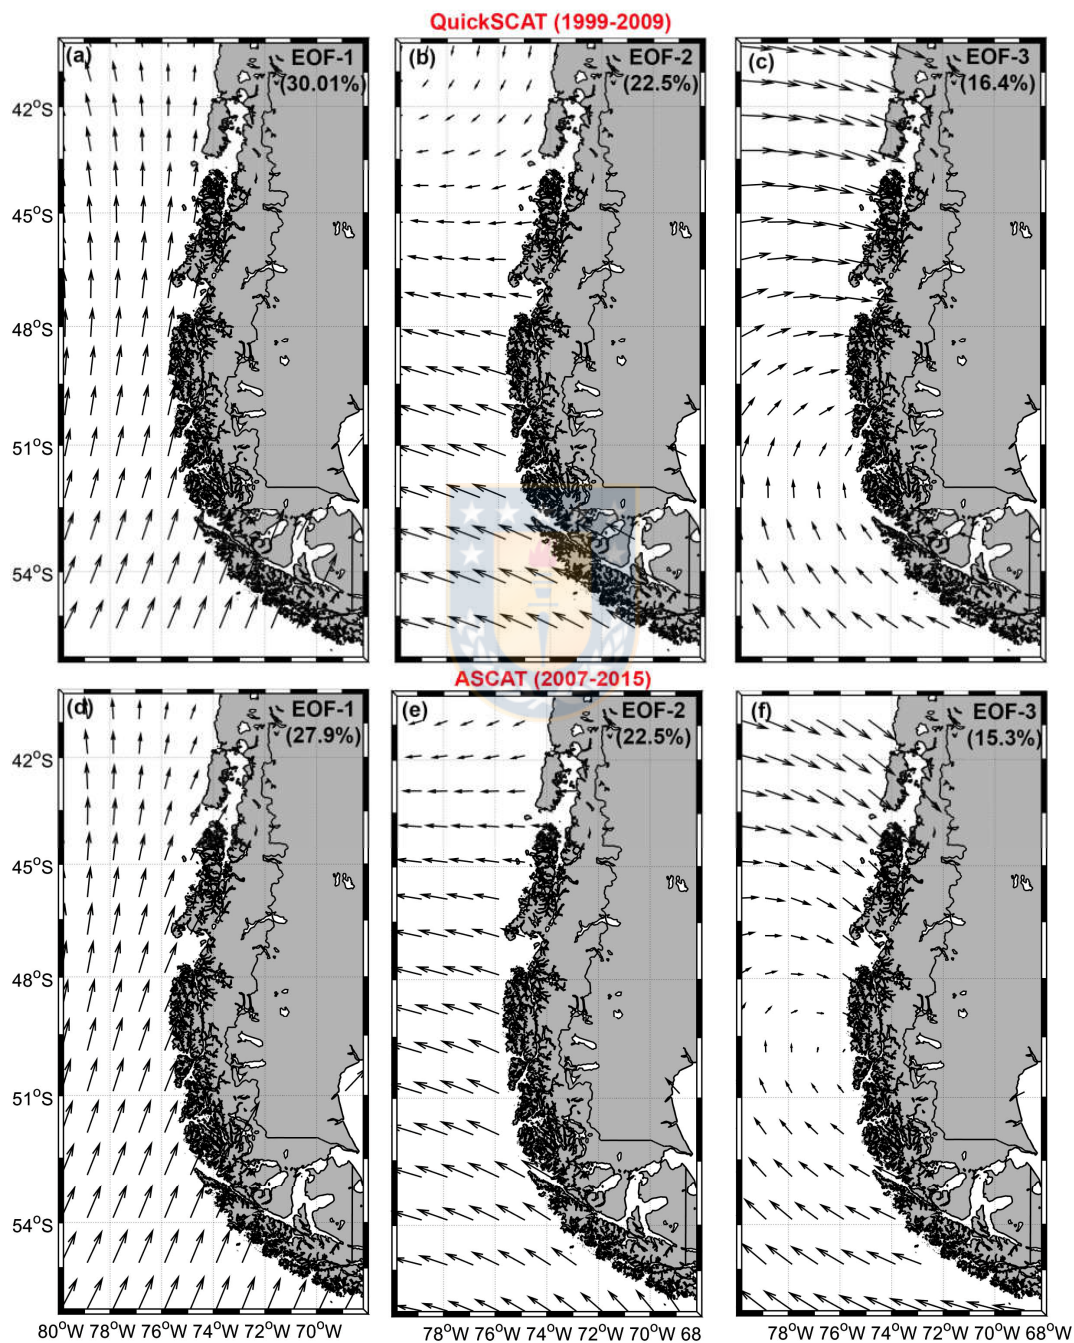 QuickSCAT (1999-2009)
(a) EOF-1 (30.01%)
(b) EOF-2 (22.5%)
(c) EOF-3 (16.4%)
42°S
45°S
48°S
51°S
54°S
ASCAT (2007-2015)
(d) EOF-1 (27.9%)
(e) EOF-2 (22.5%)
(f) EOF-3 (15.3%)
42°S
45°S
48°S
51°S
54°S
80°W 78°W 76°W 74°W 72°W 70°W
78°W 76°W 74°W 72°W 70°W 68
78°W 76°W 74°W 72°W 70°W 68°W